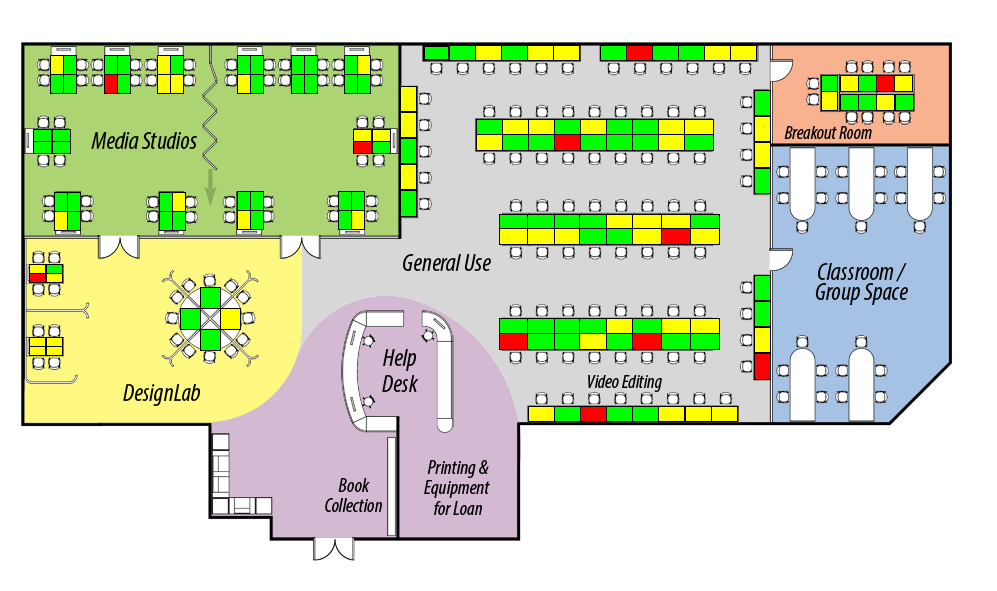 Media Studios
Breakout Room
General Use
Classroom /
Group Space
Help
Desk
Video Editing
DesignLab
Book
Collection
Printing &
Equipment
for Loan